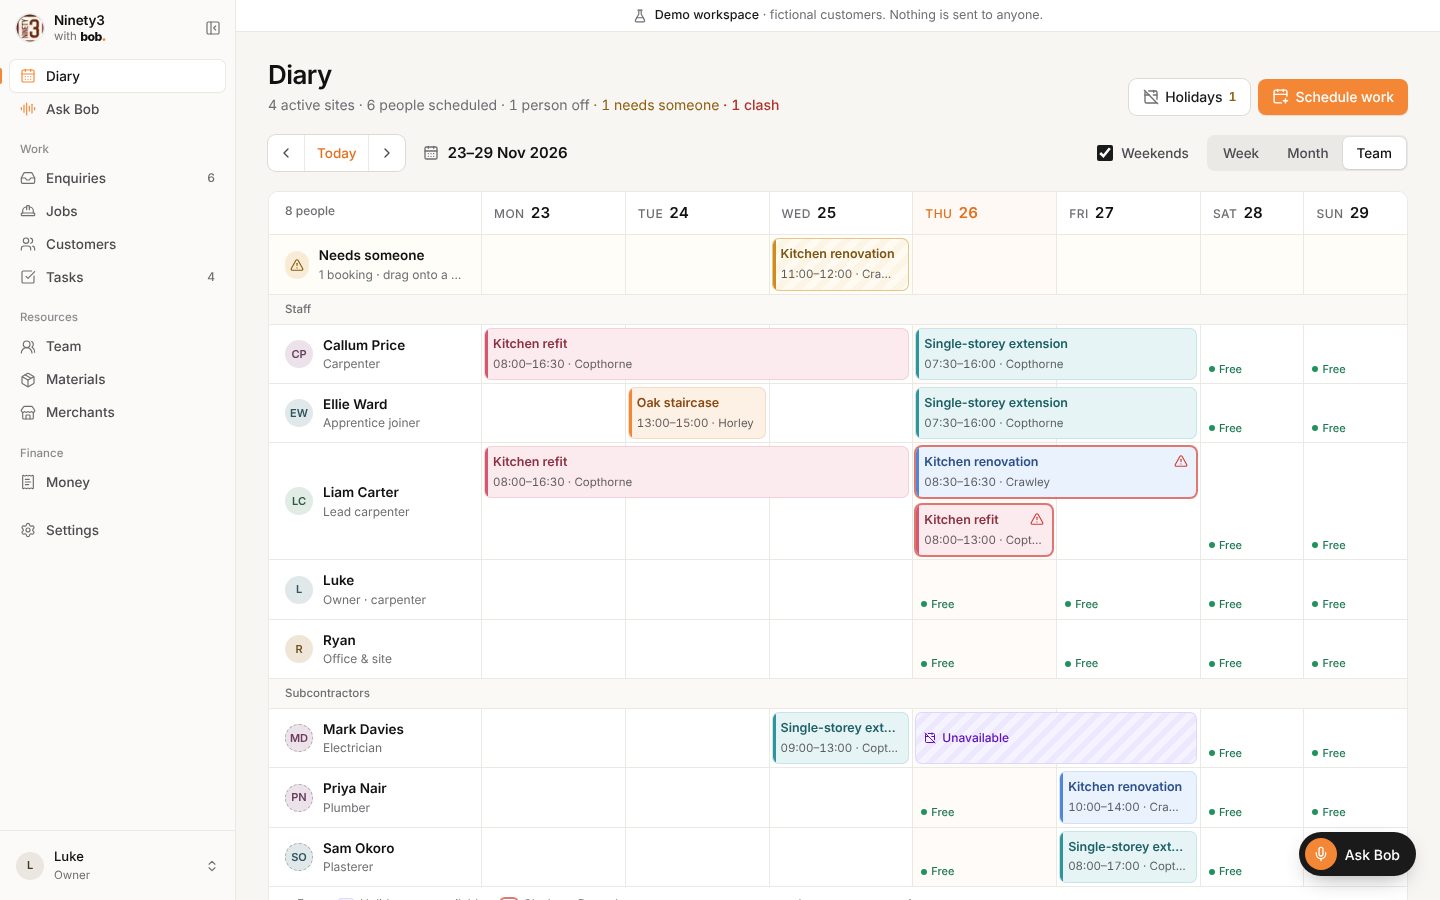 Ninety3
with bob.
Diary
Ask Bob
Work
Enquiries 6
Jobs
Customers
Tasks 4
Resources
Team
Materials
Merchants
Finance
Money
Settings
Luke
Owner
Demo workspace · fictional customers. Nothing is sent to anyone.
Diary
4 active sites · 6 people scheduled · 1 person off · 1 needs someone · 1 clash
Holidays 1
Schedule work
Today
23–29 Nov 2026
Weekends
Week Month Team
8 people MON 23 TUE 24 WED 25 THU 26 FRI 27 SAT 28 SUN 29
Needs someone
1 booking · drag onto a ...
Kitchen renovation
11:00–12:00 · Cra...
Staff
CP
Callum Price
Carpenter
Kitchen refit
08:00–16:30 · Copthorne
Single-storey extension
07:30–16:00 · Copthorne
Free Free
EW
Ellie Ward
Apprentice joiner
Oak staircase
13:00–15:00 · Horley
Single-storey extension
07:30–16:00 · Copthorne
Free Free
LC
Liam Carter
Lead carpenter
Kitchen refit
08:00–16:30 · Copthorne
Kitchen renovation
08:30–16:30 · Crawley
Kitchen refit
08:00–13:00 · Copt...
Free Free
L
Luke
Owner · carpenter
Free Free Free Free
R
Ryan
Office & site
Free Free Free Free
Subcontractors
MD
Mark Davies
Electrician
Single-storey ext...
09:00–13:00 · Copt...
Unavailable
Free Free
PN
Priya Nair
Plumber
Free
Kitchen renovation
10:00–14:00 · Cra...
Free Free
SO
Sam Okoro
Plasterer
Free
Single-storey ext...
08:00–17:00 · Copt...
Free
Ask Bob